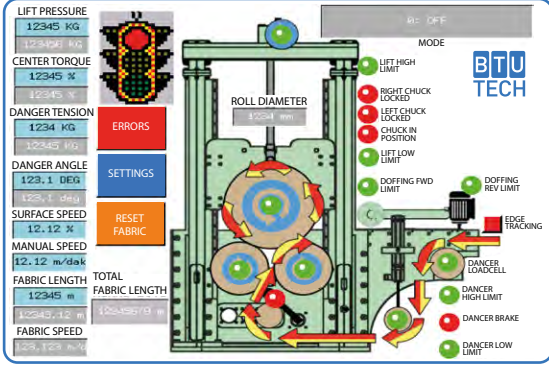 LIFT PRESSURE
12345 KG
12345 KG
CENTER TORQUE
12345 %
12345 %
DANGER TENSION
1234 KG
12345 KG
DANGER ANGLE
123.1 DEG
123.1 deg
SURFACE SPEED
12.12 %
MANUAL SPEED
12.12 m/dak
FABRIC LENGTH
12345 m
12345.12 m
FABRIC SPEED
123.123 m/d
TOTAL
FABRIC LENGTH
ERRORS
SETTINGS
RESET
FABRIC
ROLL DIAMETER
1234 mm
0: OFF
MODE
BTU
TECH
LIFT HIGH
LIMIT
RIGHT CHUCK
LOCKED
LEFT CHUCK
LOCKED
CHUCK IN
POSITION
LIFT LOW
LIMIT
DOFFING FWD
LIMIT
DOFFING
REV LIMIT
EDGE
TRACKING
DANCER
LOADCELL
DANCER
HIGH LIMIT
DANCER BRAKE
DANCER LOW
LIMIT